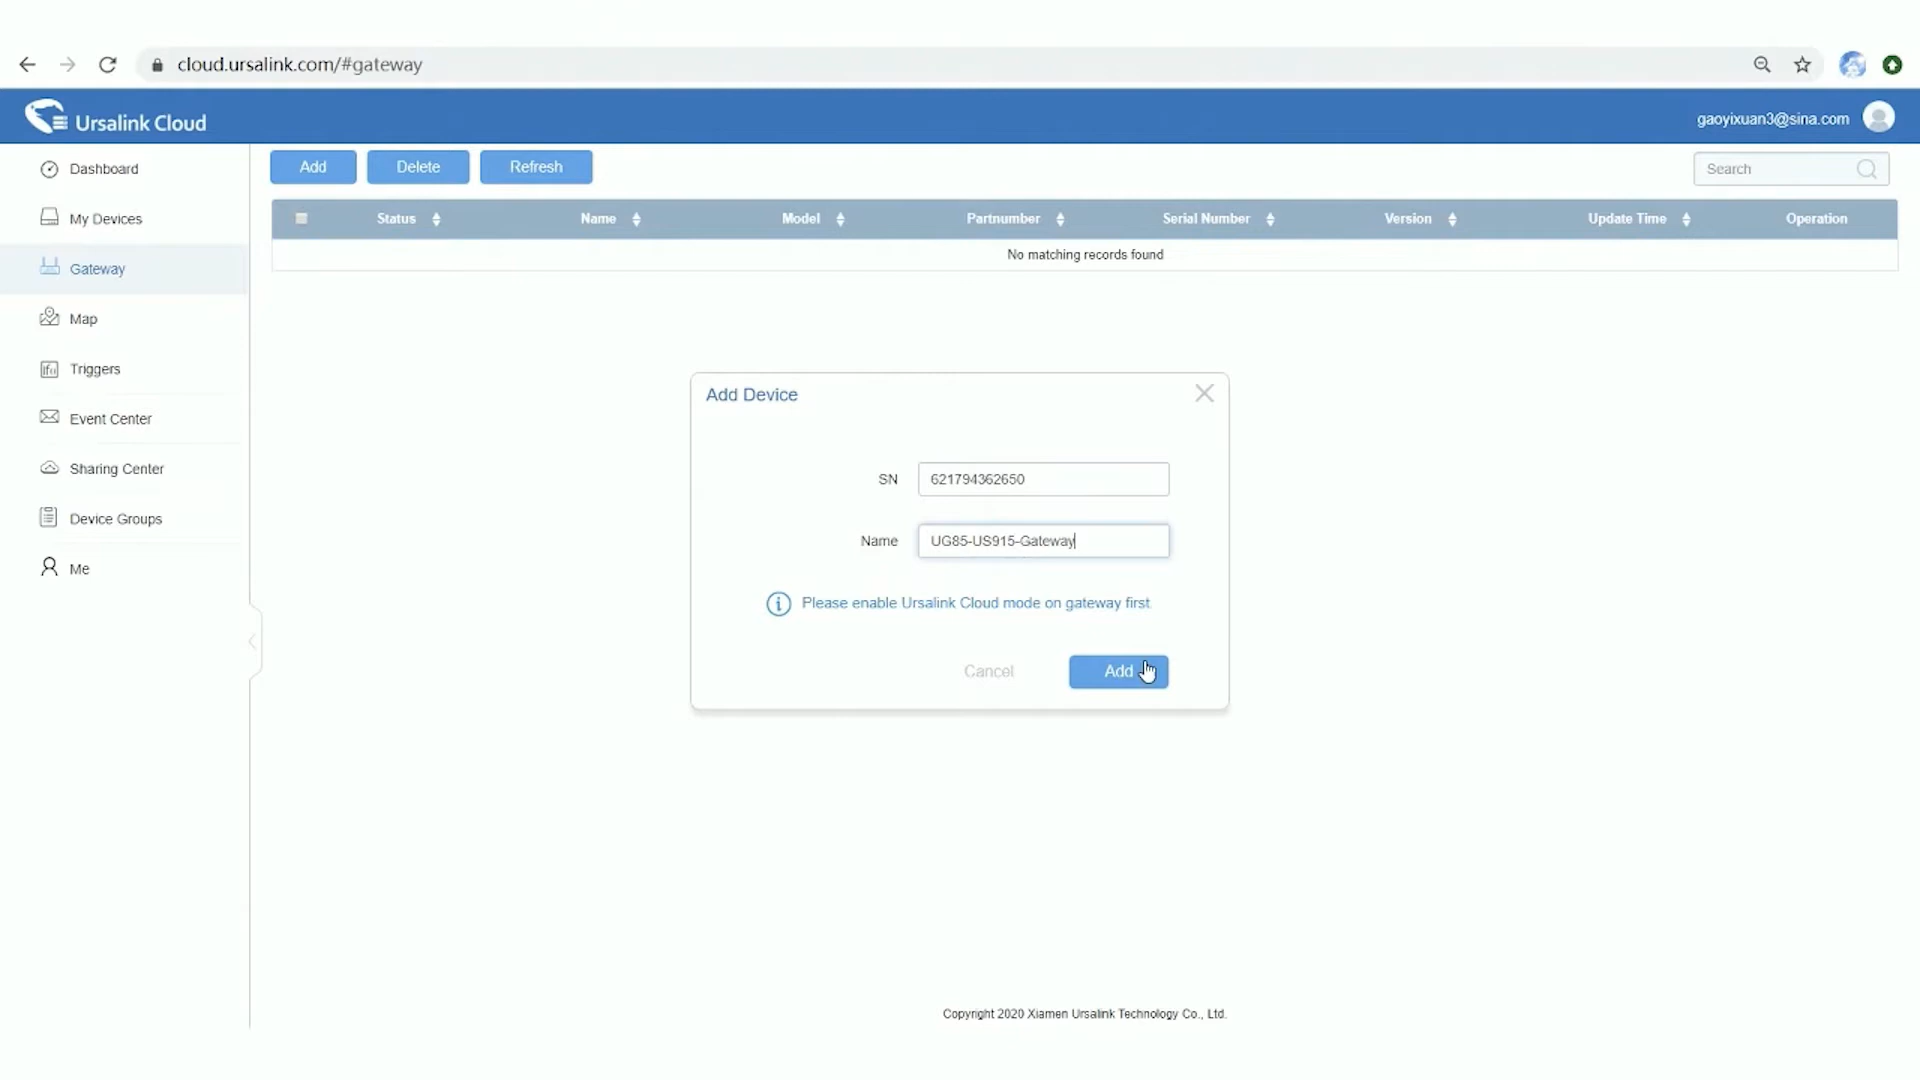 cloud.ursalink.com/#gateway
Ursalink Cloud
gaoyixuan3@sina.com
Dashboard
My Devices
Gateway
Map
Triggers
Event Center
Sharing Center
Device Groups
Me
Add Delete Refresh
Search
Status Name Model Partnumber Serial Number Version Update Time Operation
No matching records found
Add Device
SN 621794362650
Name UG85-US915-Gateway
Please enable Ursalink Cloud mode on gateway first.
Cancel Add
Copyright 2020 Xiamen Ursalink Technology Co., Ltd.